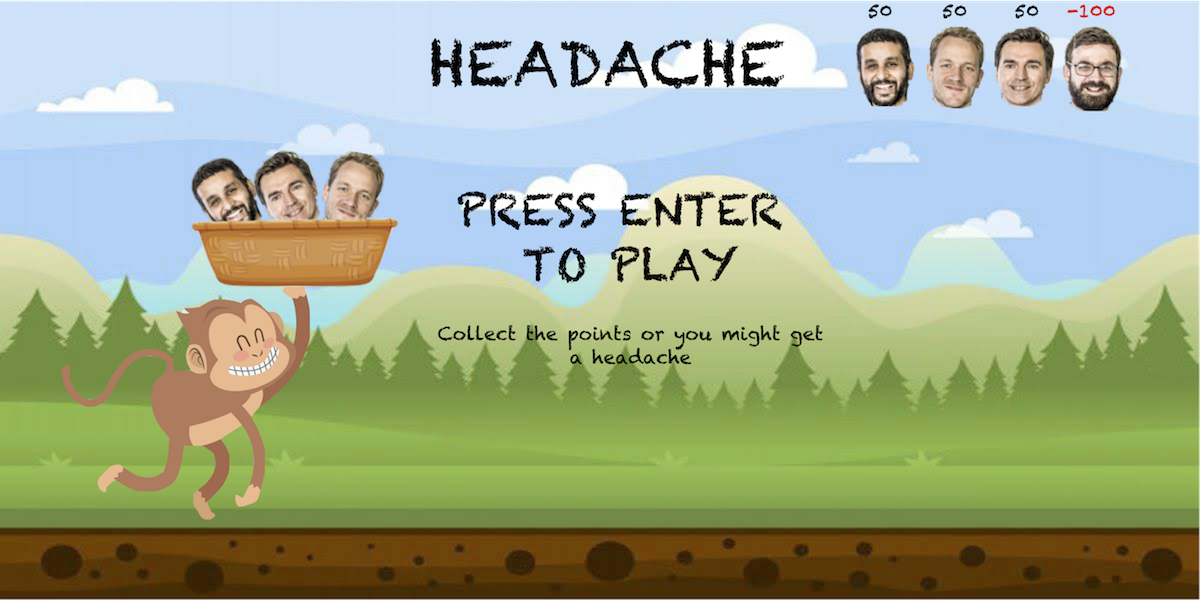 50 50 50 -100
HEADACHE
PRESS ENTER
TO PLAY
Collect the points or you might get
a headache